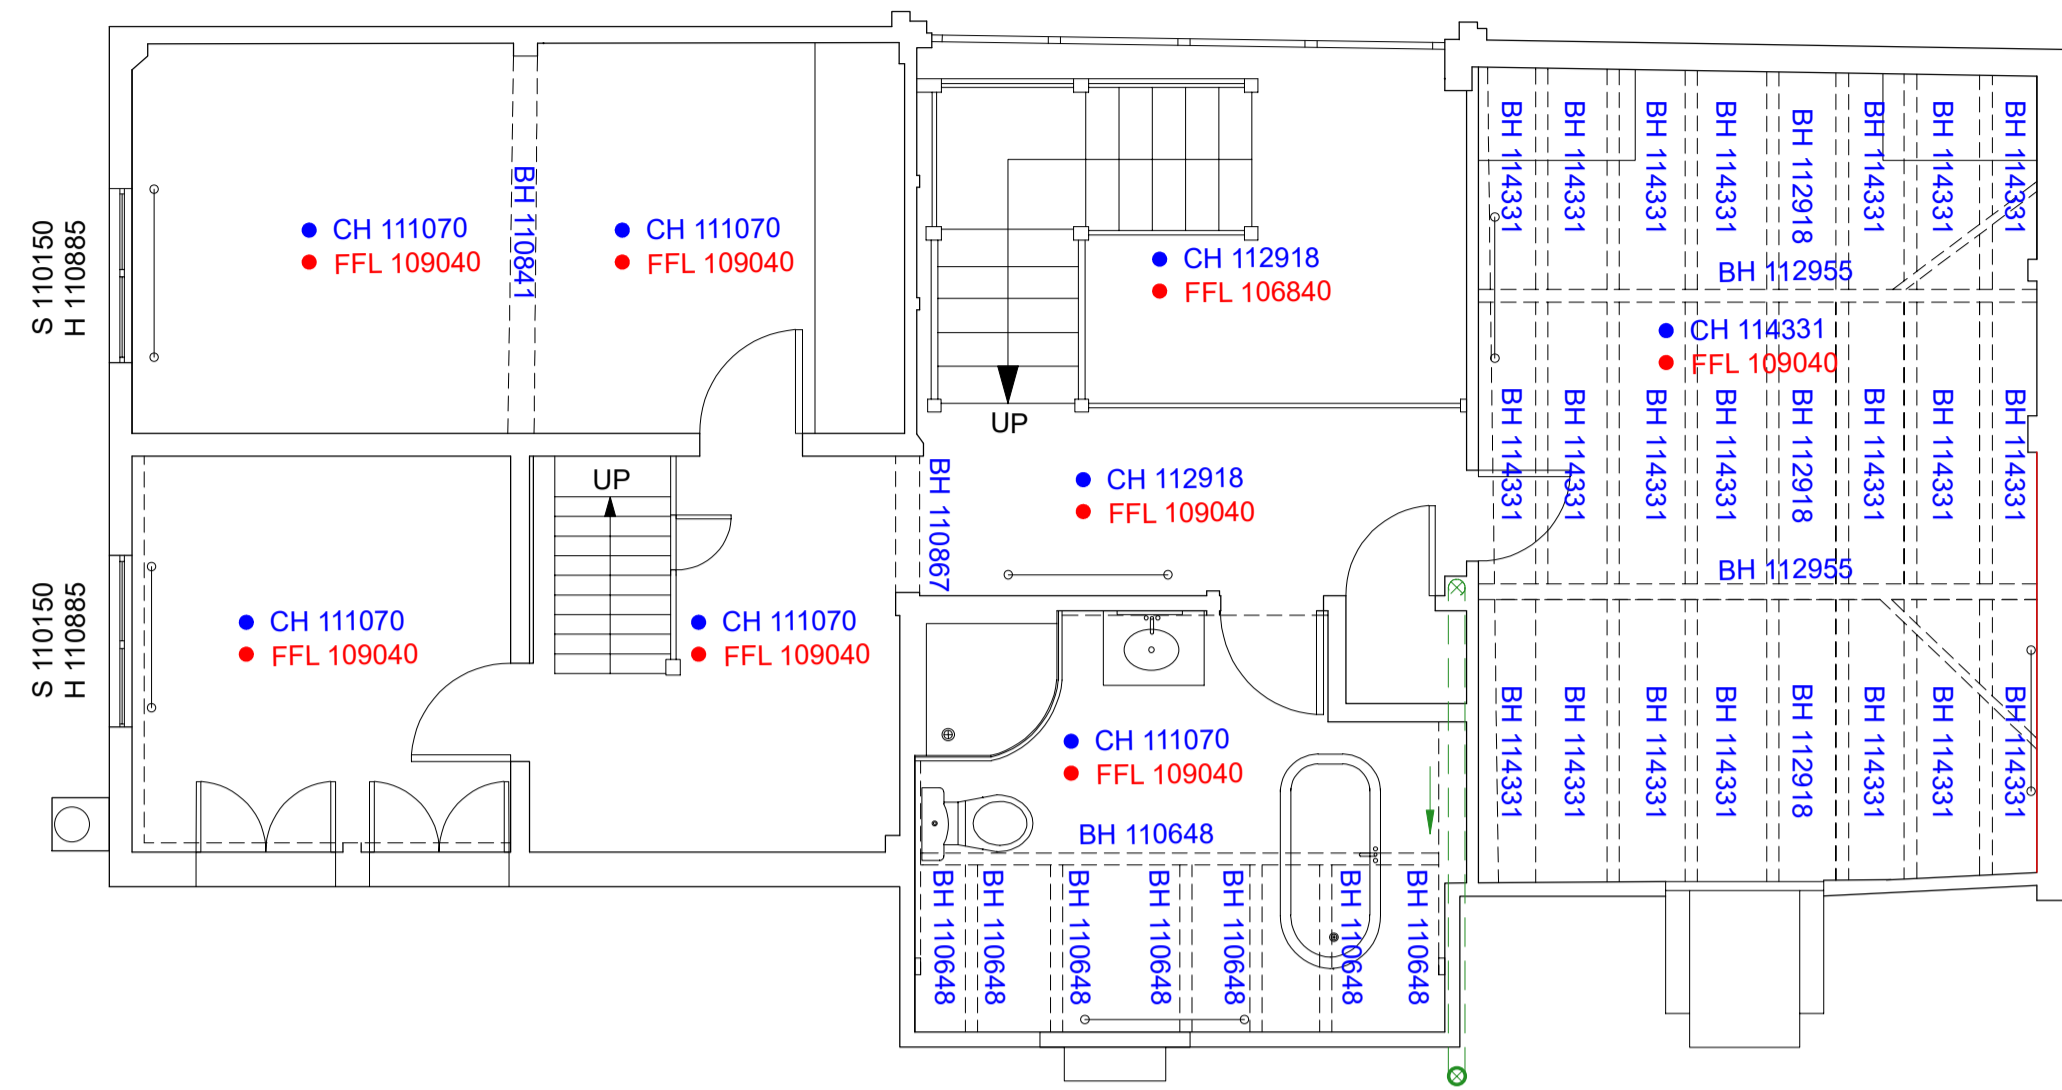 S 110150
H 110885
CH 111070
FFL 109040
BH 110841
CH 111070
FFL 109040
UP
CH 112918
FFL 106840
BH 114331
BH 114331
BH 114331
BH 114331
BH 112918
BH 114331
BH 114331
BH 114331
BH 112955
CH 114331
FFL 109040
BH 114331
BH 114331
BH 114331
BH 114331
BH 112918
BH 114331
BH 114331
BH 114331
BH 112955
BH 114331
BH 114331
BH 114331
BH 114331
BH 112918
BH 114331
BH 114331
BH 114331
UP
BH 110867
CH 112918
FFL 109040
S 110150
H 110885
CH 111070
FFL 109040
CH 111070
FFL 109040
CH 111070
FFL 109040
BH 110648
BH 110648
BH 110648
BH 110648
BH 110648
BH 110648
BH 110648
BH 110648